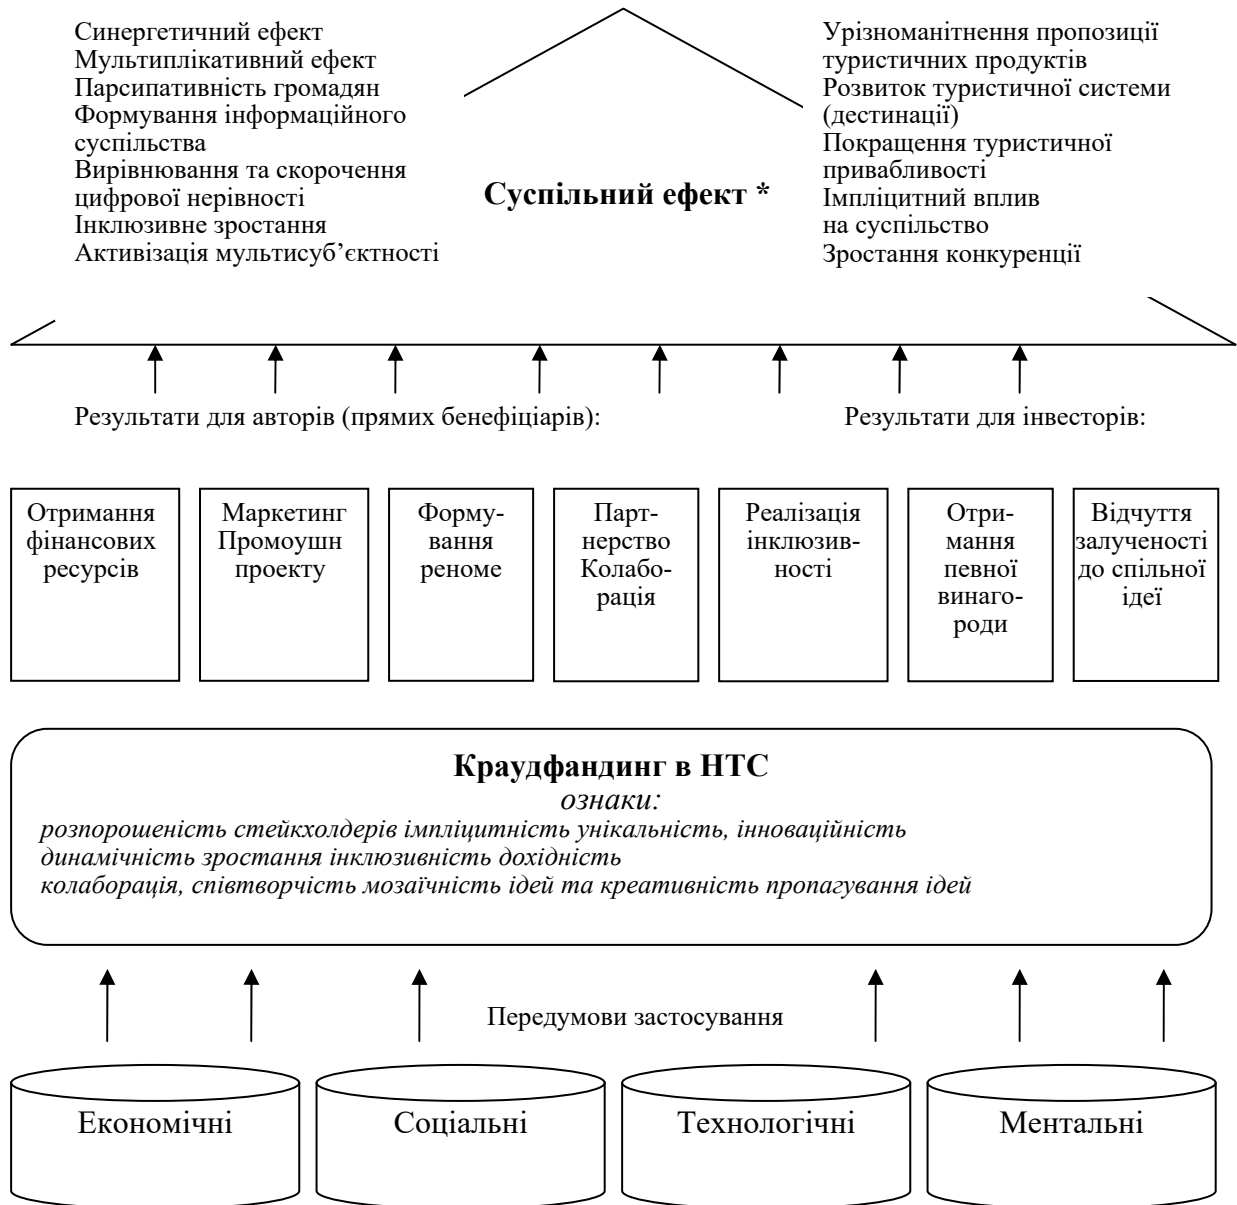 Синергетичний ефект
Мультиплікативний ефект
Парсипативність громадян
Формування інформаційного
суспільства
Вирівнювання та скорочення
цифрової нерівності
Інклюзивне зростання
Активізація мультисуб’єктності
Суспільний ефект *
Урізноманітнення пропозиції
туристичних продуктів
Розвиток туристичної системи
(дестинації)
Покращення туристичної
привабливості
Імпліцитний вплив
на суспільство
Зростання конкуренції
Результати для авторів (прямих бенефіціарів):
Результати для інвесторів:
Отримання
фінансових
ресурсів
Маркетинг
Промоушн
проекту
Форму-
вання
реноме
Парт-
нерство
Колабо-
рація
Реалізація
інклюзив-
ності
Отри-
мання
певної
винаго-
роди
Відчуття
залученості
до спільної
ідеї
Краудфандинг в НТС
ознаки:
розпорошеність стейкхолдерів імпліцитність унікальність, інноваційність
динамічність зростання інклюзивність дохідність
колаборація, співтворчість мозаїчність ідей та креативність пропагування ідей
Передумови застосування
Економічні
Соціальні
Технологічні
Ментальні